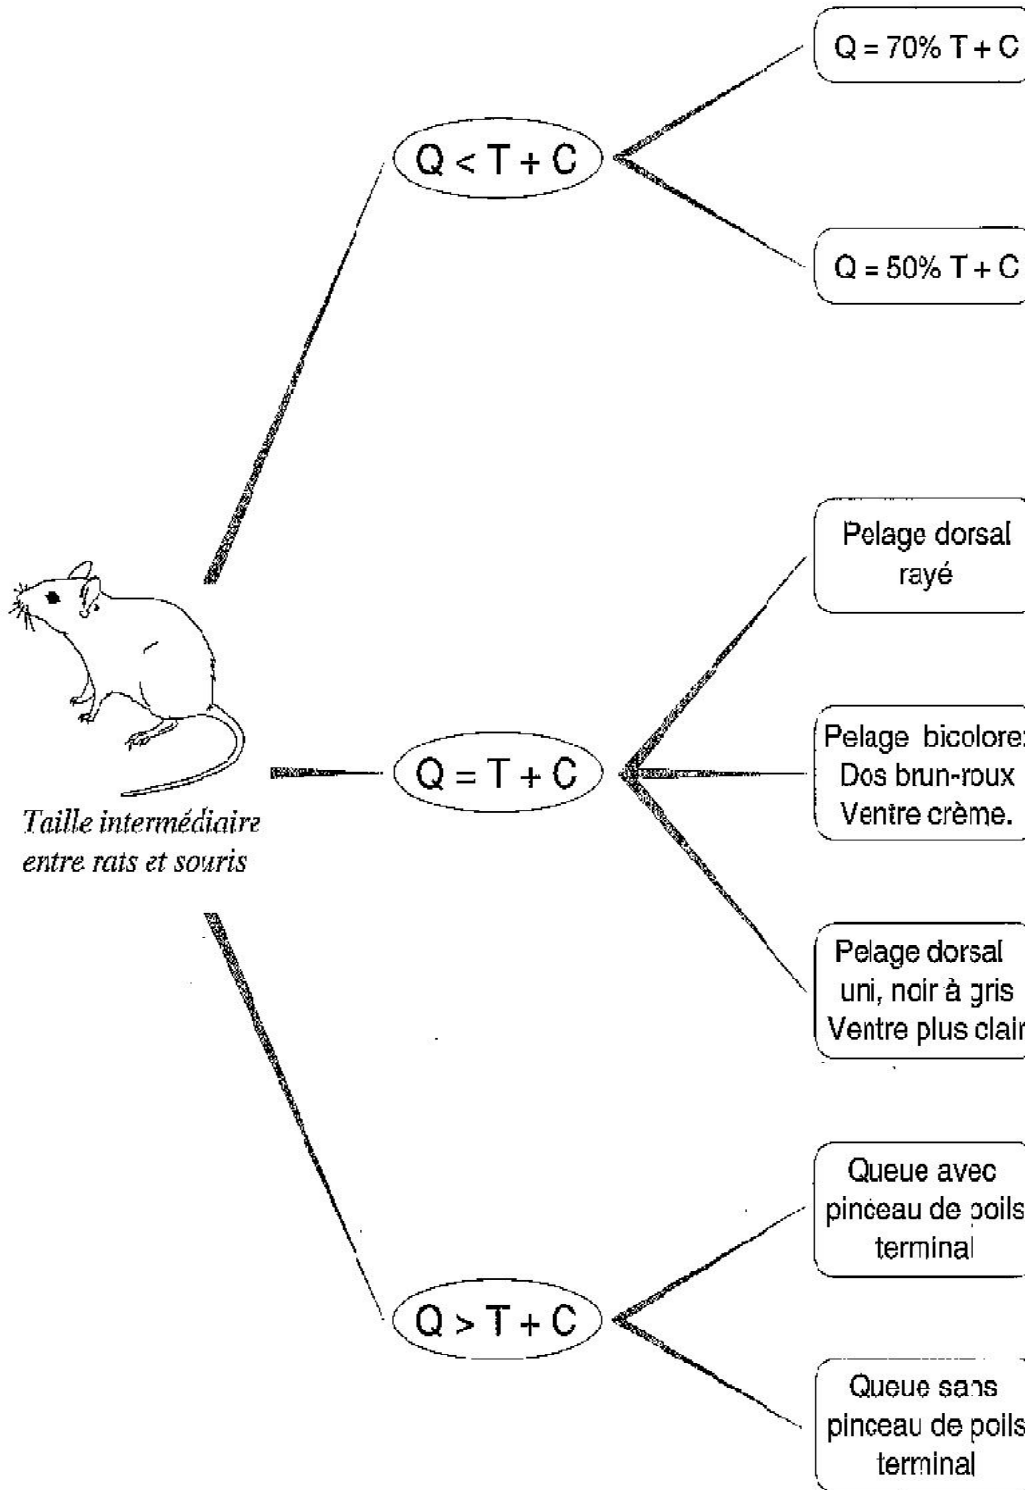 Q = 70% T + C
Q < T + C
Q = 50% T + C
Pelage dorsal
rayé
Taille intermédiaire
entre rats et souris
Q = T + C
Pelage bicolore:
Dos brun-roux
Ventre crème.
Pelage dorsal
uni, noir à gris
Ventre plus clair
Queue avec
pinceau de poils
terminal
Q > T + C
Queue sans
pinceau de poils
terminal